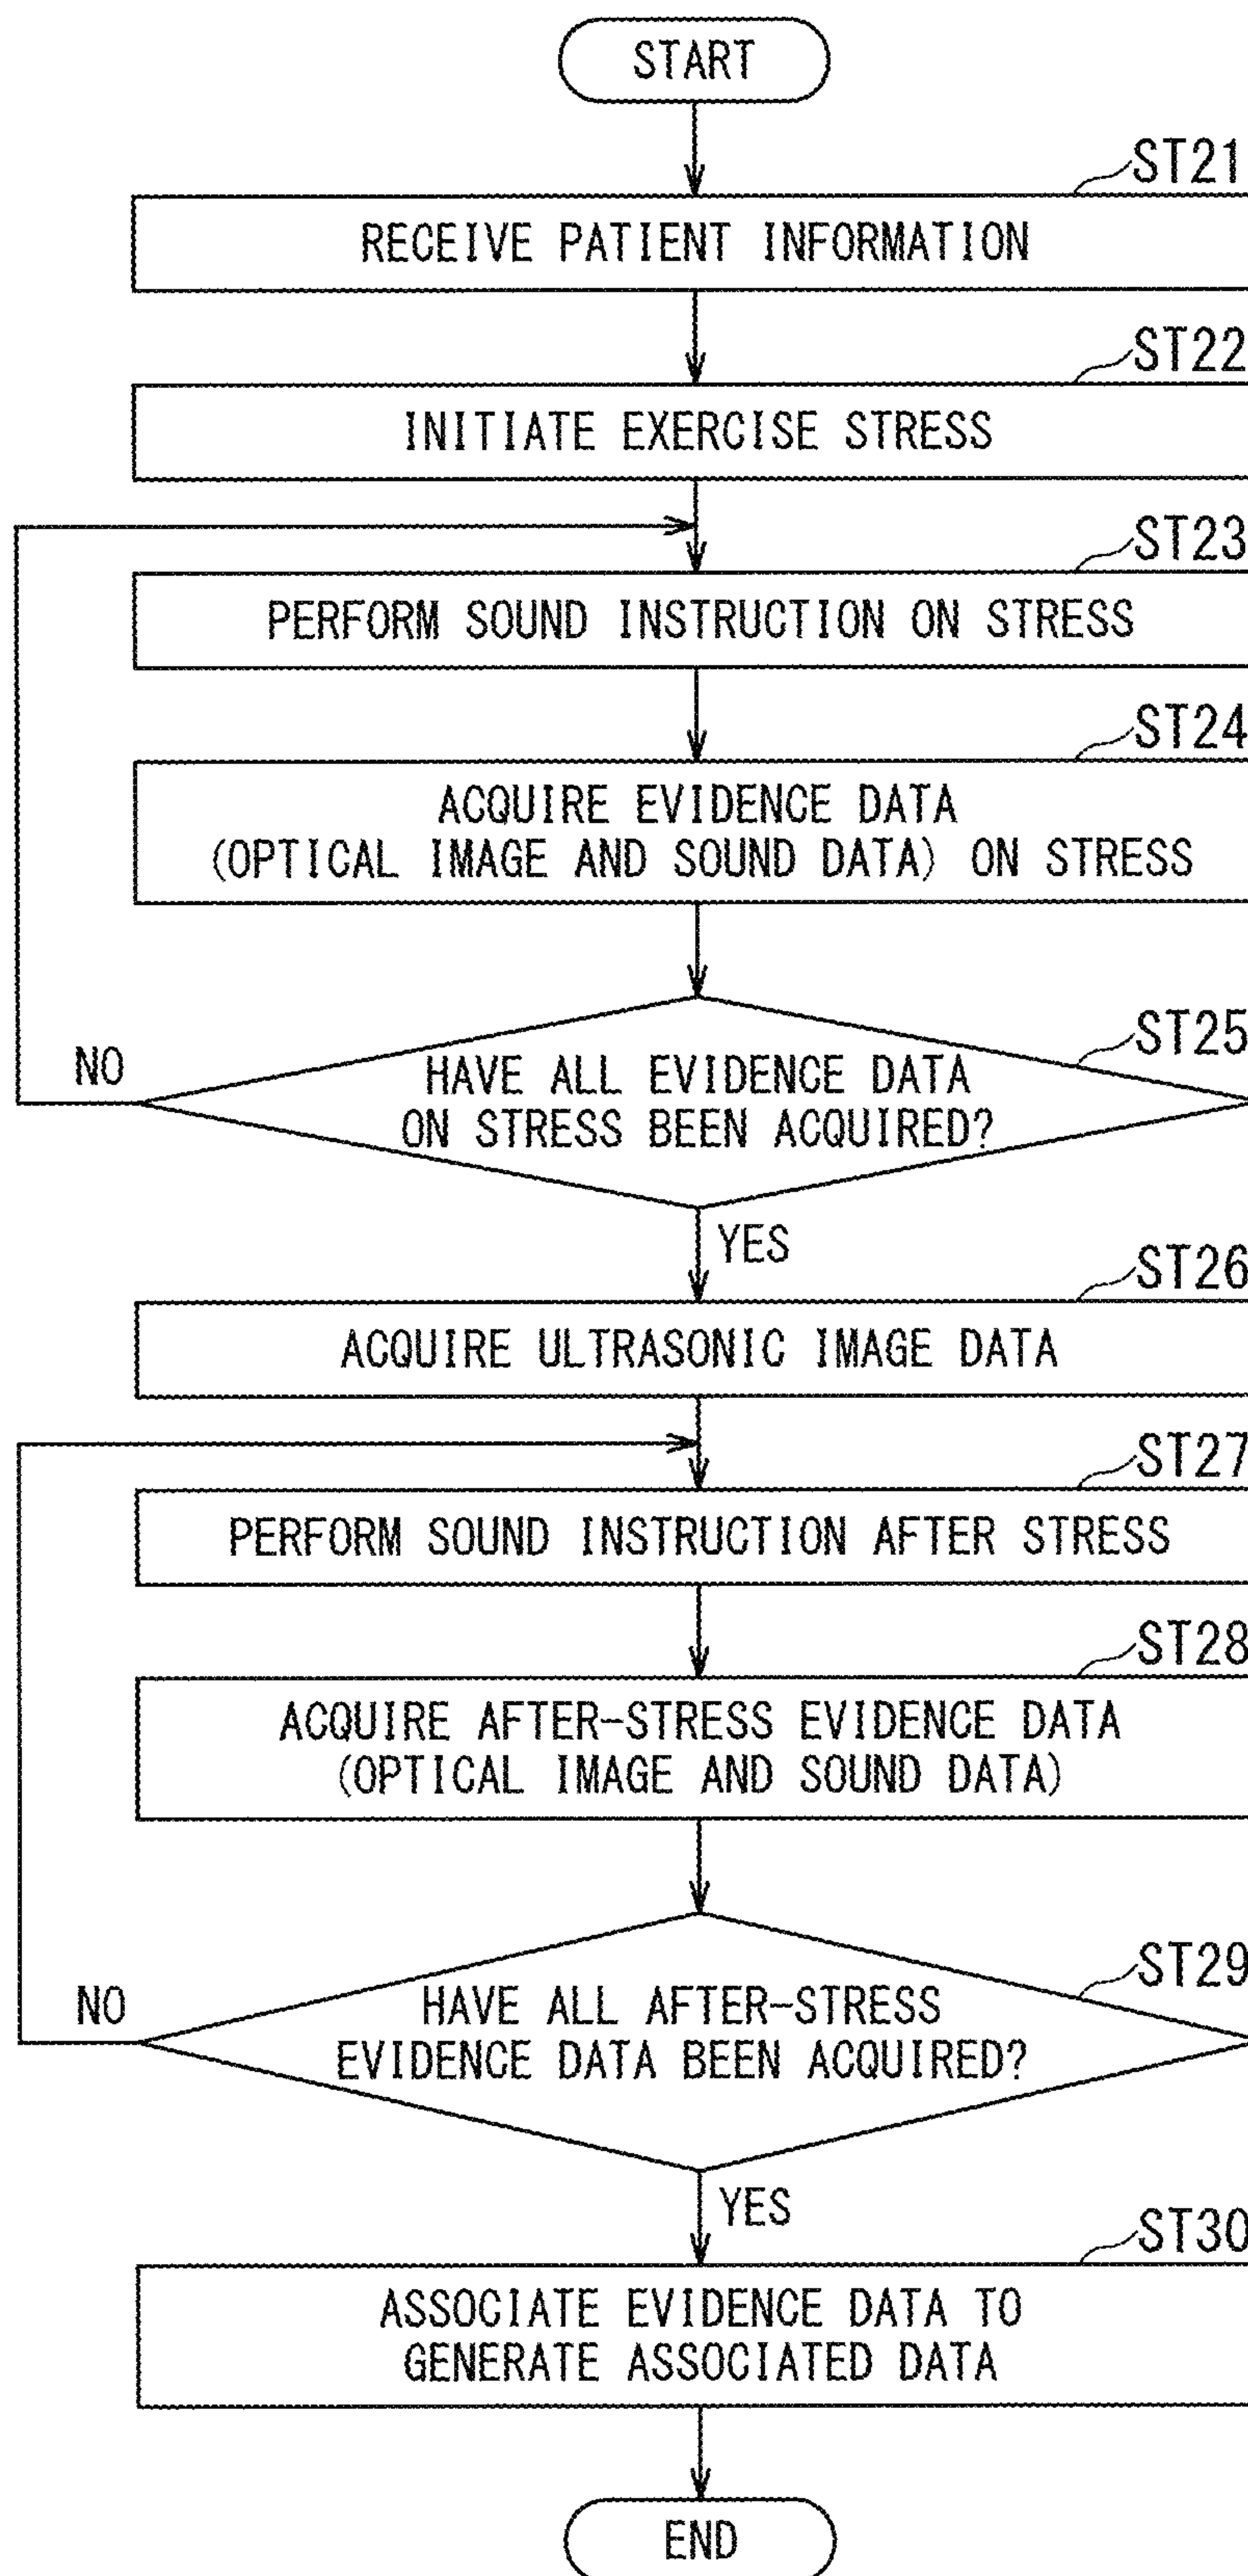 START
ST21
RECEIVE PATIENT INFORMATION
ST22
INITIATE EXERCISE STRESS
ST23
PERFORM SOUND INSTRUCTION ON STRESS
ST24
ACQUIRE EVIDENCE DATA
(OPTICAL IMAGE AND SOUND DATA) ON STRESS
ST25
NO
HAVE ALL EVIDENCE DATA
ON STRESS BEEN ACQUIRED?
YES
ST26
ACQUIRE ULTRASONIC IMAGE DATA
ST27
PERFORM SOUND INSTRUCTION AFTER STRESS
ST28
ACQUIRE AFTER-STRESS EVIDENCE DATA
(OPTICAL IMAGE AND SOUND DATA)
ST29
NO
HAVE ALL AFTER-STRESS
EVIDENCE DATA BEEN ACQUIRED?
YES
ST30
ASSOCIATE EVIDENCE DATA TO
GENERATE ASSOCIATED DATA
END